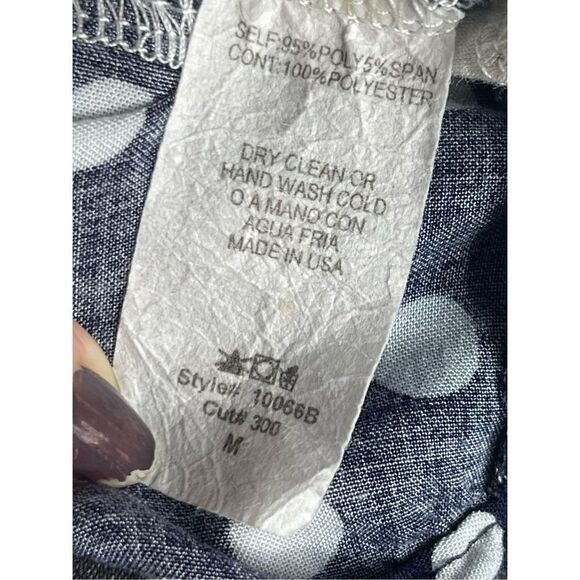 SELF:95%POLY5%SPAN
CONT:100%POLYESTER
DRY CLEAN OR
HAND WASH COLD
O A MANO CON
AGUA FRIA
MADE IN USA
Style# 10066B
Cut# 300
M